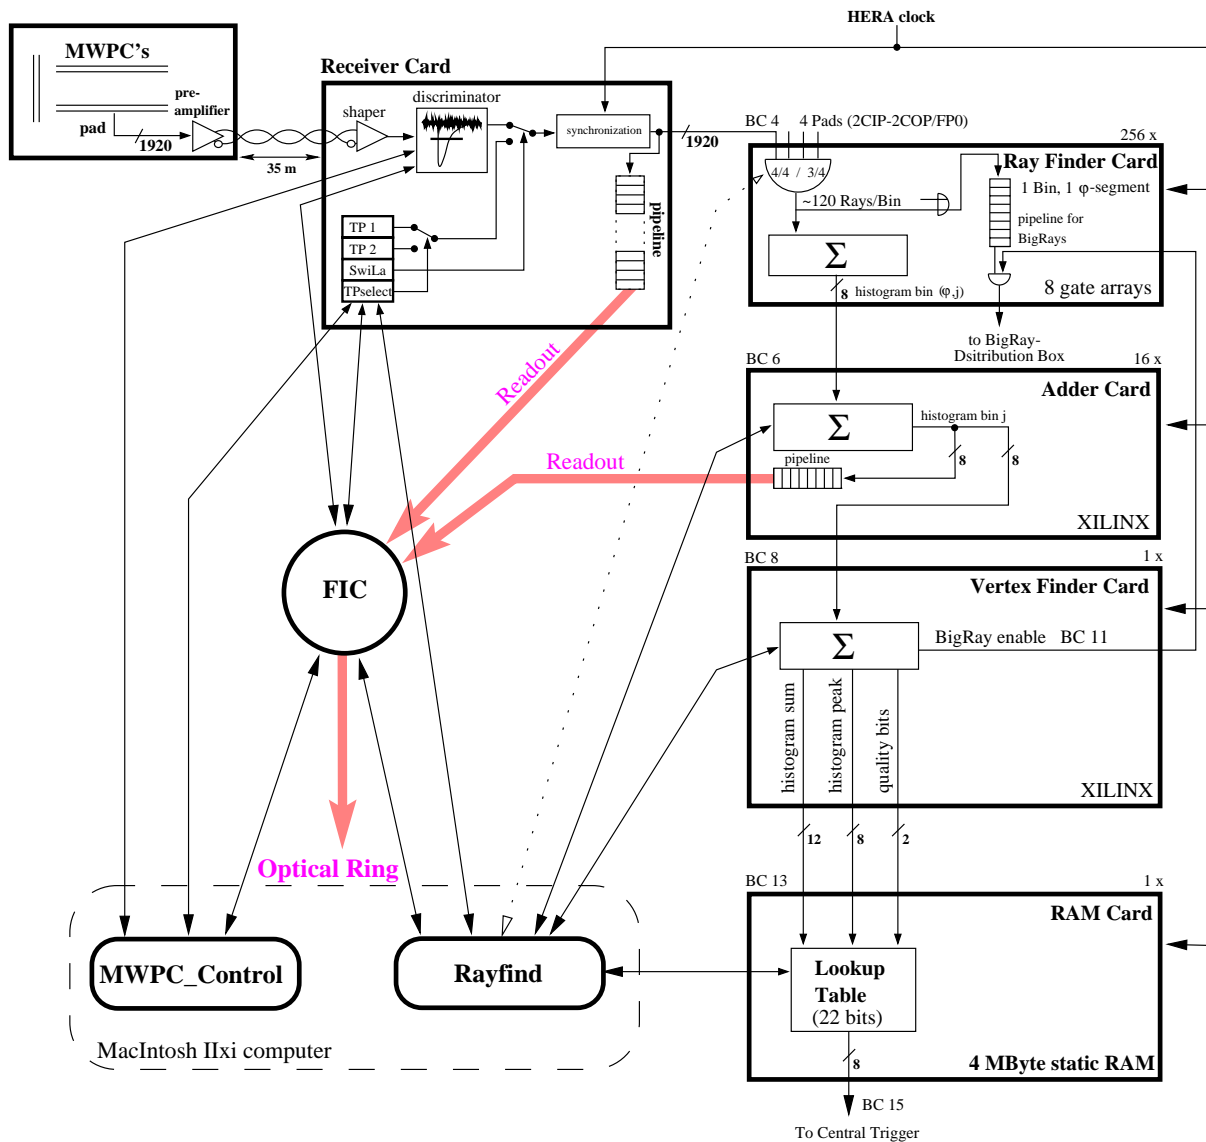 HERA clock
MWPC's
pre-
amplifier
pad
1920
35 m
Receiver Card
shaper
discriminator
synchronization
1920
pipeline
TP 1
TP 2
SwiLa
TPselect
BC 4
4 Pads (2CIP-2COP/FP0)
256 x
Ray Finder Card
4/4 / 3/4
1 Bin, 1 φ-segment
~120 Rays/Bin
pipeline for
BigRays
Σ
8
histogram bin (φ,j)
8 gate arrays
to BigRay-
Dsitribution Box
BC 6
16 x
Adder Card
Σ
histogram bin j
8
8
pipeline
XILINX
Readout
Readout
FIC
BC 8
1 x
Vertex Finder Card
Σ
BigRay enable BC 11
histogram sum
histogram peak
quality bits
XILINX
12
8
2
Optical Ring
BC 13
1 x
RAM Card
MWPC_Control
Rayfind
Lookup
Table
(22 bits)
MacIntosh IIxi computer
8
4 MByte static RAM
BC 15
To Central Trigger